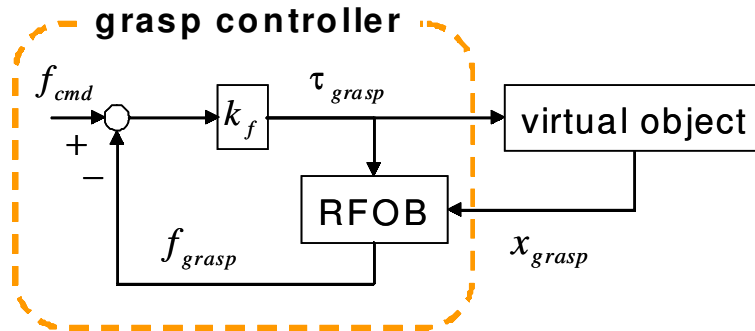 grasp controller
f_cmd
+
−
k_f
τ_grasp
virtual object
RFOB
f_grasp
x_grasp